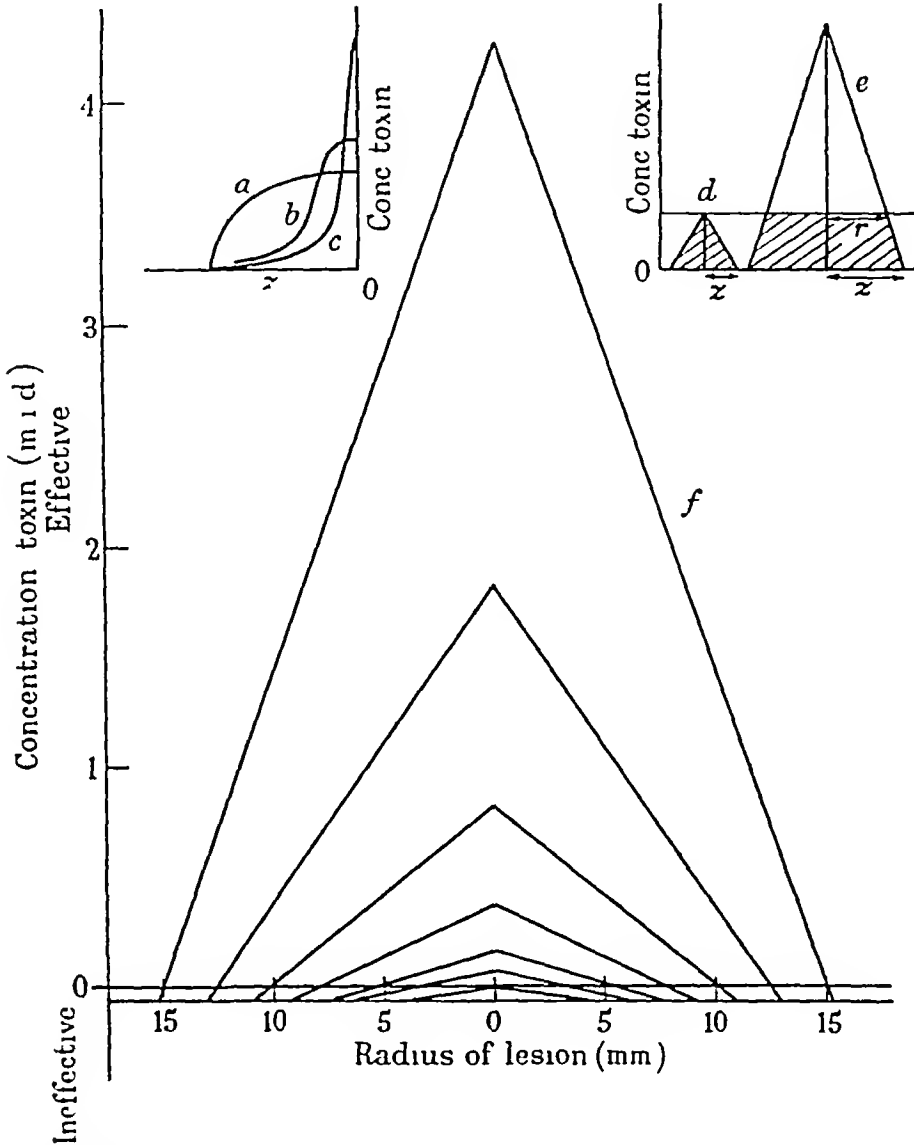 a
b
c
Conc toxin
z
0
Conc toxin
d
e
r
0
z
z
4
3
2
1
0
f
Concentration toxin (m i d)
Effective
Ineffective
15 10 5 0 5 10 15
Radius of lesion (mm)